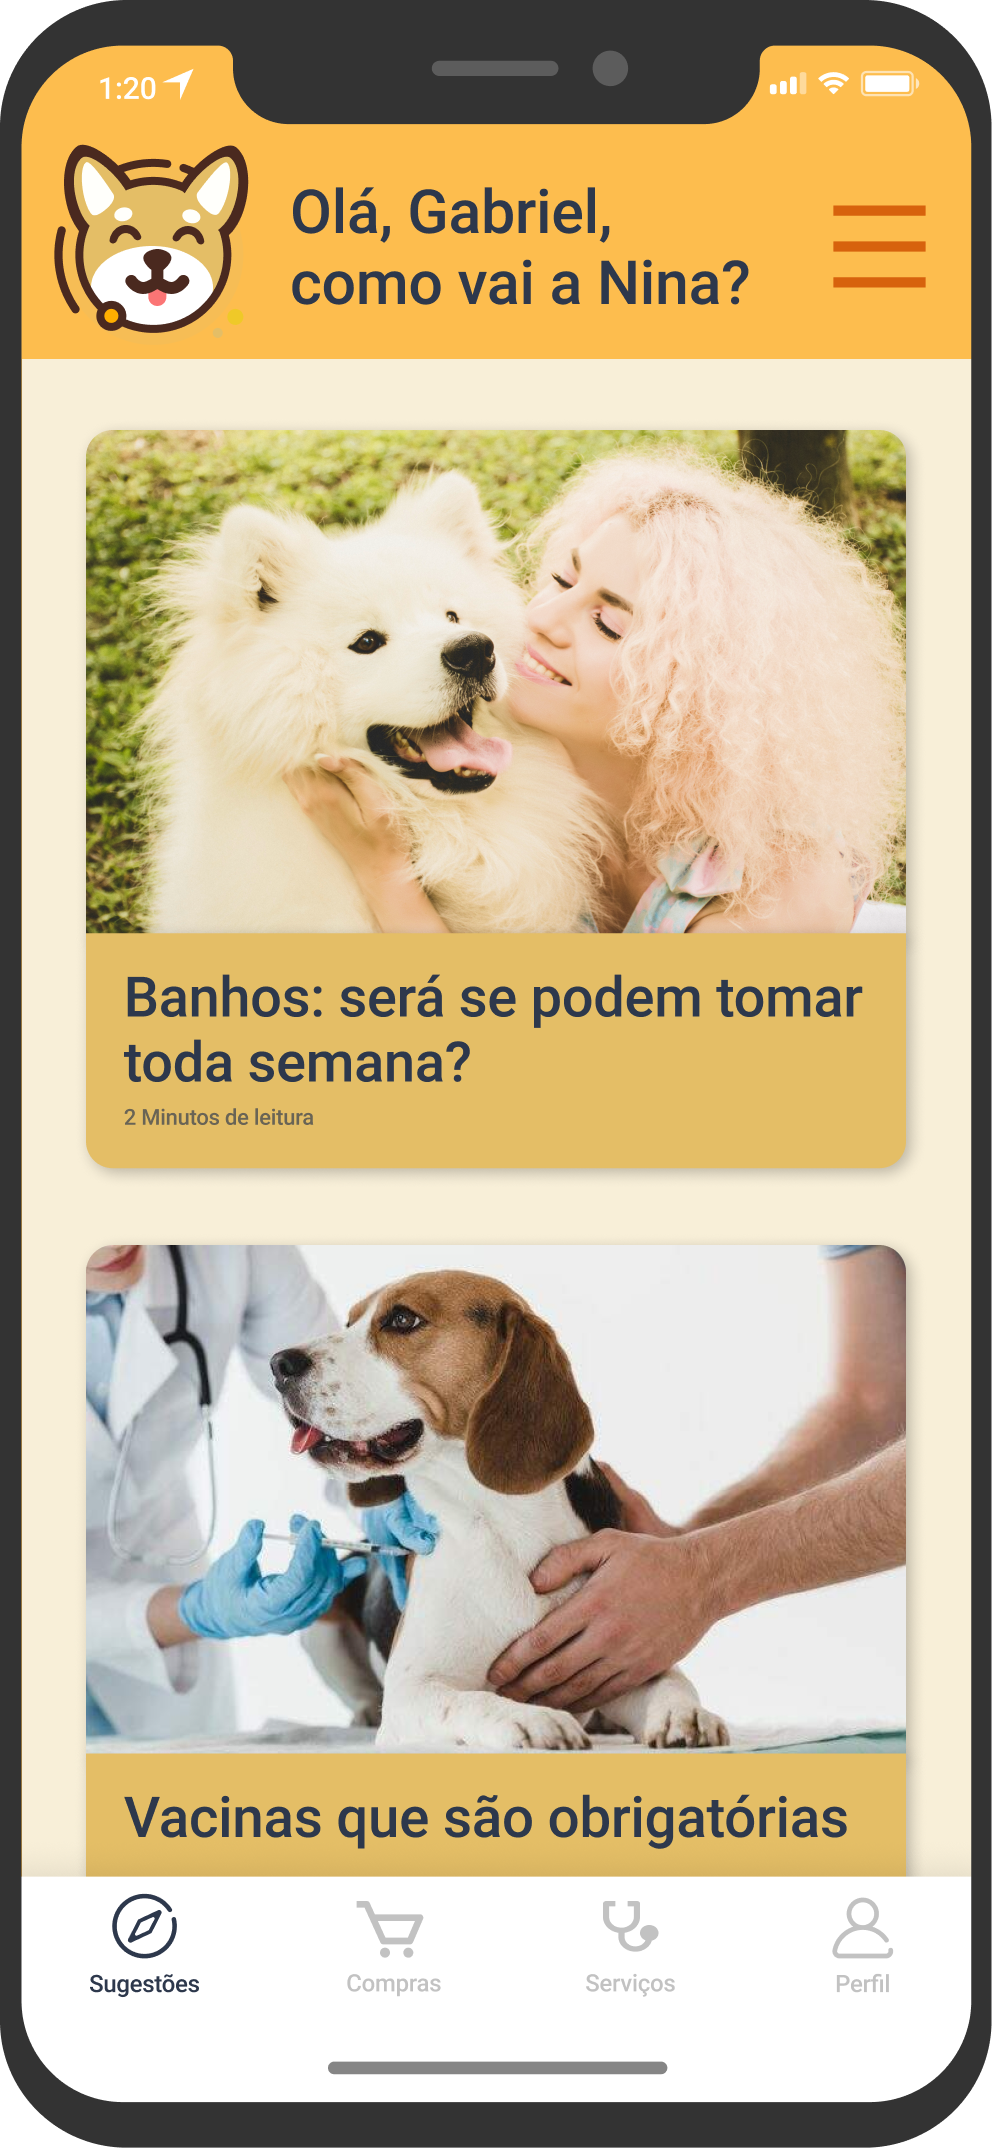 1:20
Olá, Gabriel,
como vai a Nina?
Banhos: será se podem tomar
toda semana?
2 Minutos de leitura
Vacinas que são obrigatórias
Sugestões
Compras
Serviços
Perfil